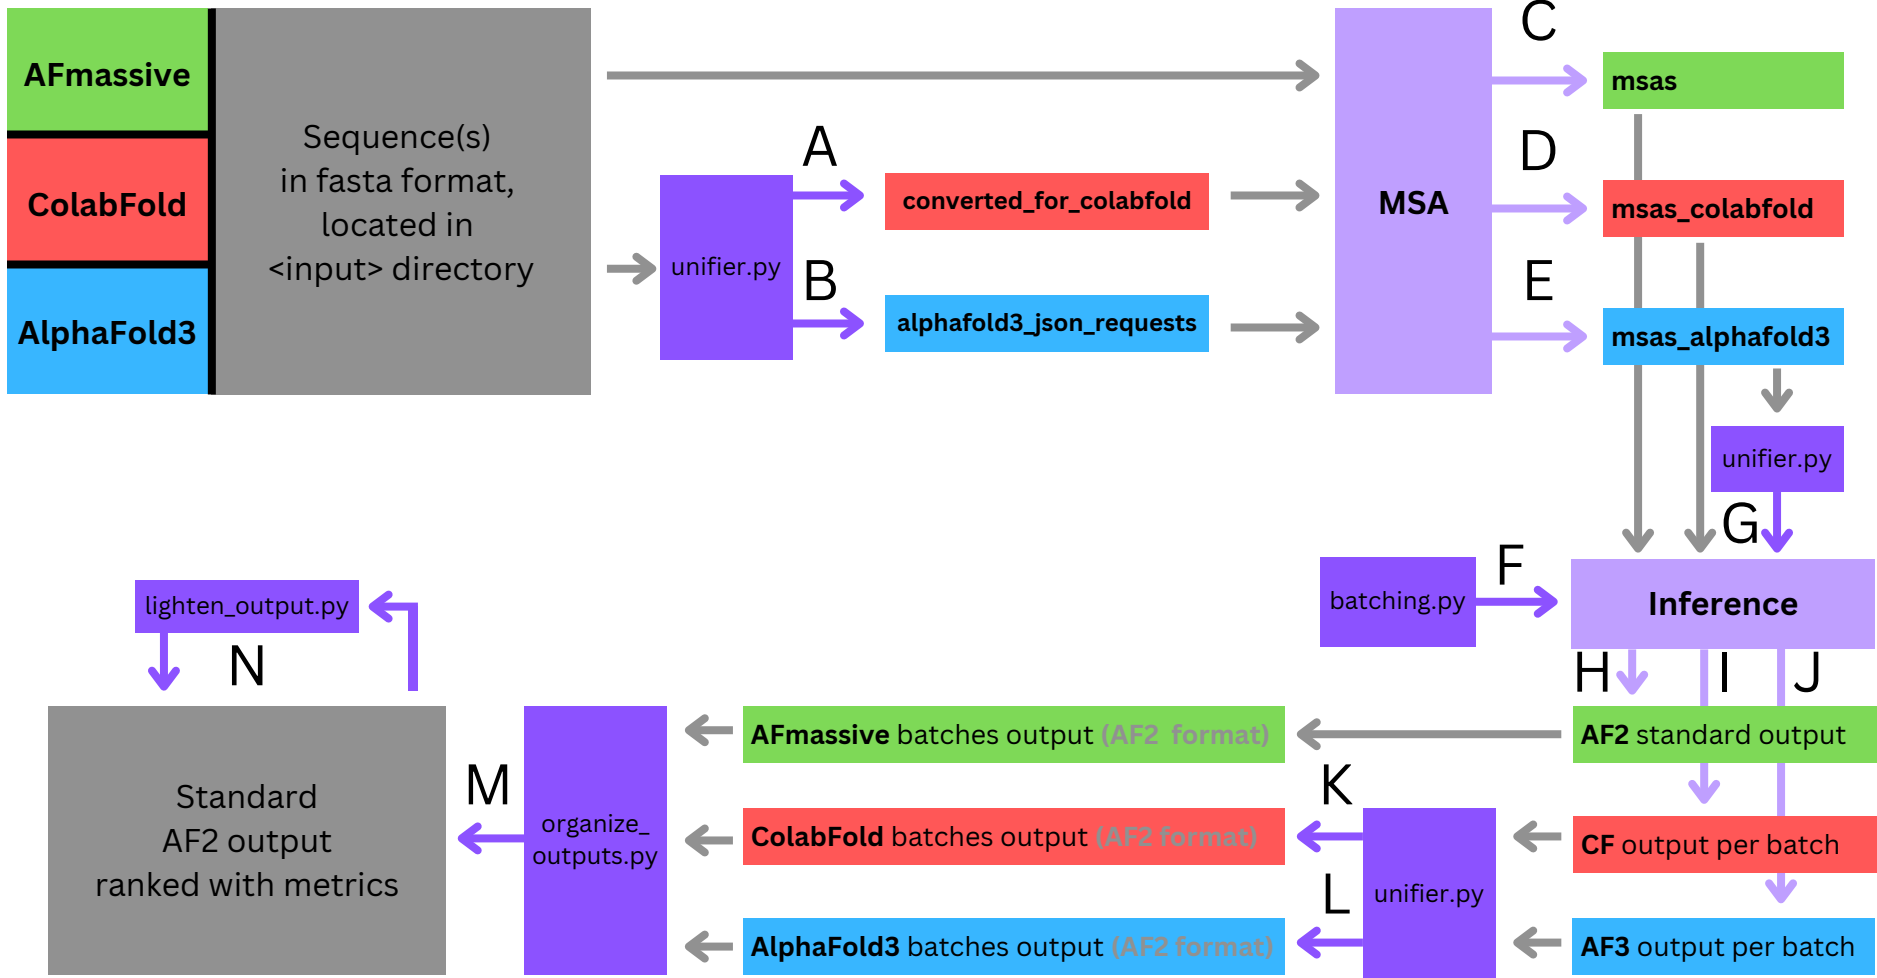 AFmassive
ColabFold
AlphaFold3
Sequence(s)
in fasta format,
located in
<input> directory
unifier.py
A
B
converted_for_colabfold
alphafold3_json_requests
MSA
C
D
E
msas
msas_colabfold
msas_alphafold3
unifier.py
G
F
batching.py
Inference
H
I
J
AF2 standard output
CF output per batch
AF3 output per batch
unifier.py
K
L
AFmassive batches output (AF2 format)
ColabFold batches output (AF2 format)
AlphaFold3 batches output (AF2 format)
organize_
outputs.py
M
lighten_output.py
N
Standard
AF2 output
ranked with metrics